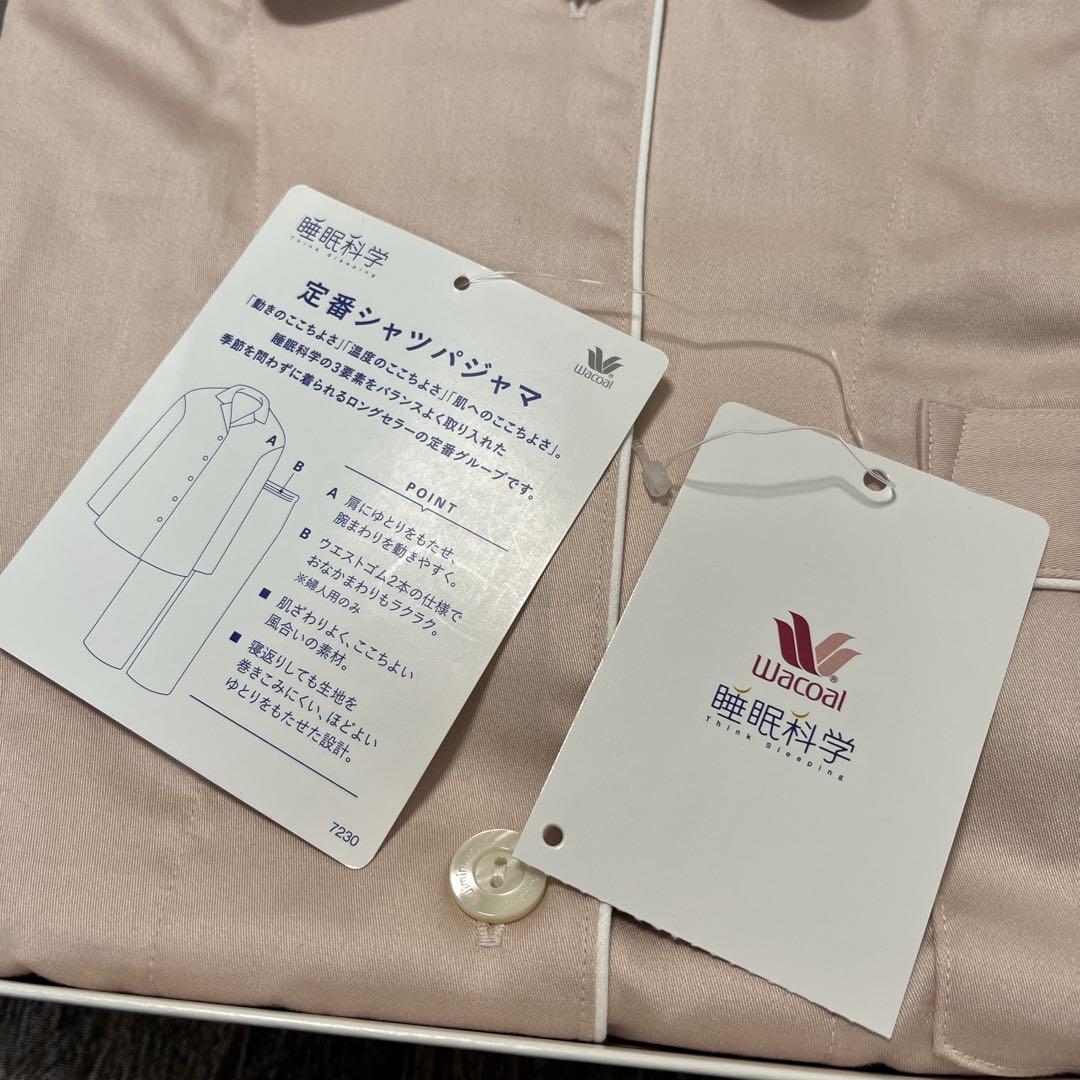 睡眠科学
Think Sleeping
定番シャツパジャマ
wacoal
「動きのここちよさ」「温度のここちよさ」「肌へのここちよさ」。
睡眠科学の3要素をバランスよく取り入れた
季節を問わずに着られるロングセラーの定番グループです。
A
B
POINT
A 肩にゆとりをもたせ、
腕まわりを動きやすく。
B ウエストゴム2本の仕様で
おなかまわりもラクラク。
※婦人用のみ
■ 肌ざわりよく、ここちよい
風合いの素材。
■ 寝返りしても生地を
巻きこみにくい、ほどよい
ゆとりをもたせた設計。
7230
wacoal®
睡眠科学
Think Sleeping